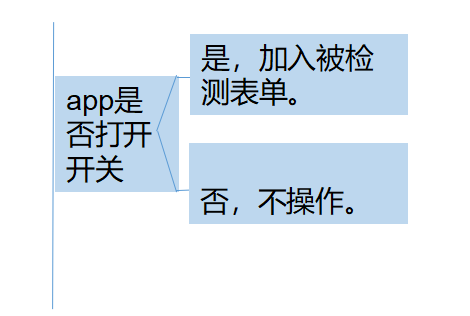 app是
否打开
开关
是，加入被检
测表单。
否，不操作。